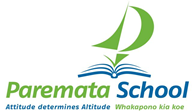 Paremata School
Attitude determines Altitude Whakapono kia koe